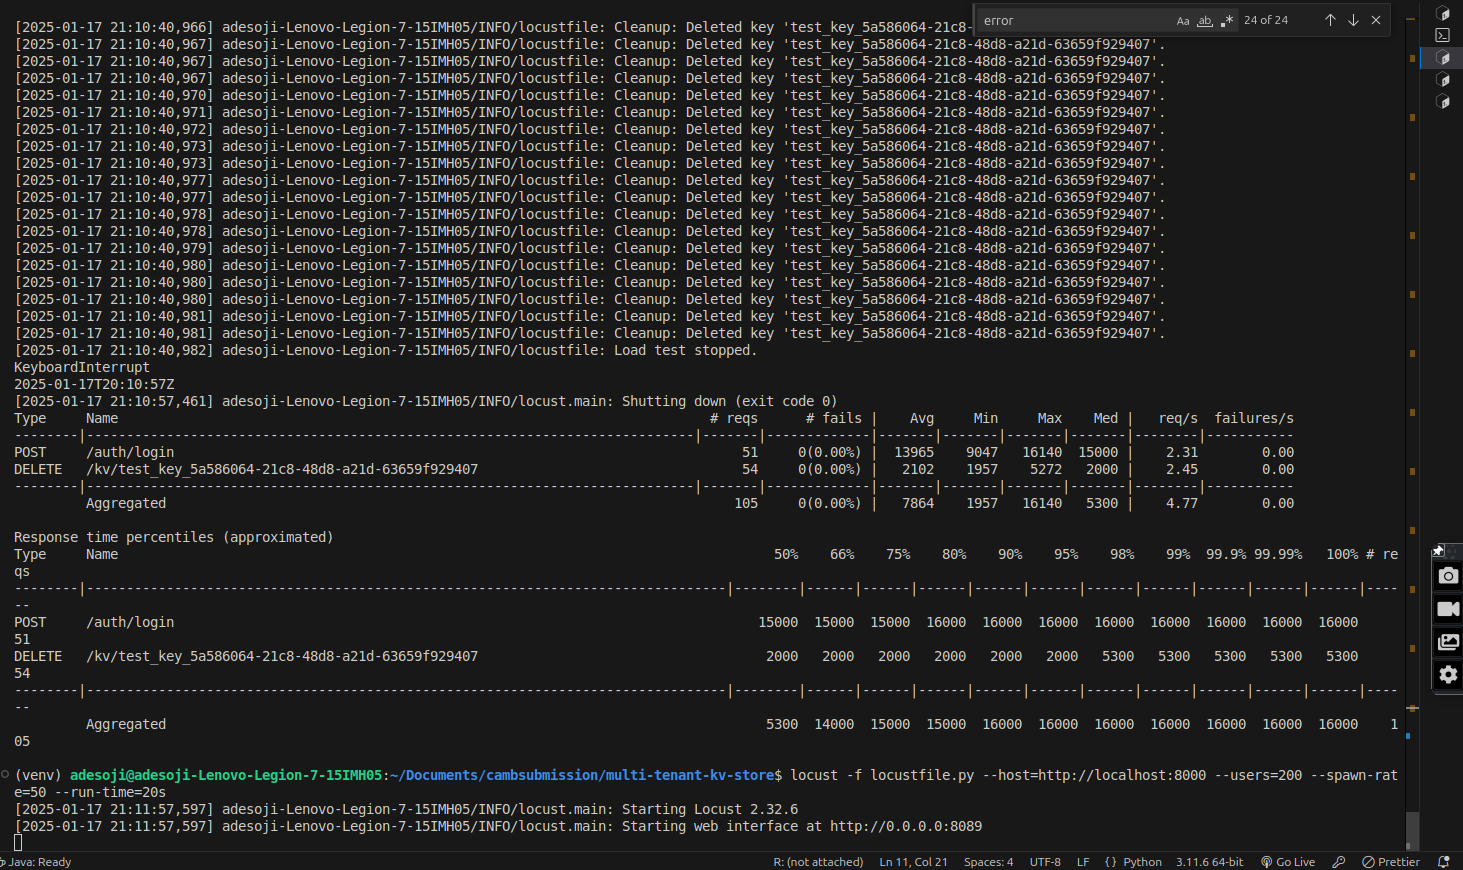 error
Aa
ab
.*
24 of 24
[2025-01-17 21:10:40,966] adesoji-Lenovo-Legion-7-15IMH05/INFO/locustfile: Cleanup: Deleted key 'test_key_5a586064-21c8-
[2025-01-17 21:10:40,967] adesoji-Lenovo-Legion-7-15IMH05/INFO/locustfile: Cleanup: Deleted key 'test_key_5a586064-21c8-48d8-a21d-63659f929407'.
[2025-01-17 21:10:40,967] adesoji-Lenovo-Legion-7-15IMH05/INFO/locustfile: Cleanup: Deleted key 'test_key_5a586064-21c8-48d8-a21d-63659f929407'.
[2025-01-17 21:10:40,967] adesoji-Lenovo-Legion-7-15IMH05/INFO/locustfile: Cleanup: Deleted key 'test_key_5a586064-21c8-48d8-a21d-63659f929407'.
[2025-01-17 21:10:40,970] adesoji-Lenovo-Legion-7-15IMH05/INFO/locustfile: Cleanup: Deleted key 'test_key_5a586064-21c8-48d8-a21d-63659f929407'.
[2025-01-17 21:10:40,971] adesoji-Lenovo-Legion-7-15IMH05/INFO/locustfile: Cleanup: Deleted key 'test_key_5a586064-21c8-48d8-a21d-63659f929407'.
[2025-01-17 21:10:40,972] adesoji-Lenovo-Legion-7-15IMH05/INFO/locustfile: Cleanup: Deleted key 'test_key_5a586064-21c8-48d8-a21d-63659f929407'.
[2025-01-17 21:10:40,973] adesoji-Lenovo-Legion-7-15IMH05/INFO/locustfile: Cleanup: Deleted key 'test_key_5a586064-21c8-48d8-a21d-63659f929407'.
[2025-01-17 21:10:40,973] adesoji-Lenovo-Legion-7-15IMH05/INFO/locustfile: Cleanup: Deleted key 'test_key_5a586064-21c8-48d8-a21d-63659f929407'.
[2025-01-17 21:10:40,977] adesoji-Lenovo-Legion-7-15IMH05/INFO/locustfile: Cleanup: Deleted key 'test_key_5a586064-21c8-48d8-a21d-63659f929407'.
[2025-01-17 21:10:40,977] adesoji-Lenovo-Legion-7-15IMH05/INFO/locustfile: Cleanup: Deleted key 'test_key_5a586064-21c8-48d8-a21d-63659f929407'.
[2025-01-17 21:10:40,978] adesoji-Lenovo-Legion-7-15IMH05/INFO/locustfile: Cleanup: Deleted key 'test_key_5a586064-21c8-48d8-a21d-63659f929407'.
[2025-01-17 21:10:40,978] adesoji-Lenovo-Legion-7-15IMH05/INFO/locustfile: Cleanup: Deleted key 'test_key_5a586064-21c8-48d8-a21d-63659f929407'.
[2025-01-17 21:10:40,979] adesoji-Lenovo-Legion-7-15IMH05/INFO/locustfile: Cleanup: Deleted key 'test_key_5a586064-21c8-48d8-a21d-63659f929407'.
[2025-01-17 21:10:40,980] adesoji-Lenovo-Legion-7-15IMH05/INFO/locustfile: Cleanup: Deleted key 'test_key_5a586064-21c8-48d8-a21d-63659f929407'.
[2025-01-17 21:10:40,980] adesoji-Lenovo-Legion-7-15IMH05/INFO/locustfile: Cleanup: Deleted key 'test_key_5a586064-21c8-48d8-a21d-63659f929407'.
[2025-01-17 21:10:40,980] adesoji-Lenovo-Legion-7-15IMH05/INFO/locustfile: Cleanup: Deleted key 'test_key_5a586064-21c8-48d8-a21d-63659f929407'.
[2025-01-17 21:10:40,981] adesoji-Lenovo-Legion-7-15IMH05/INFO/locustfile: Cleanup: Deleted key 'test_key_5a586064-21c8-48d8-a21d-63659f929407'.
[2025-01-17 21:10:40,981] adesoji-Lenovo-Legion-7-15IMH05/INFO/locustfile: Cleanup: Deleted key 'test_key_5a586064-21c8-48d8-a21d-63659f929407'.
[2025-01-17 21:10:40,982] adesoji-Lenovo-Legion-7-15IMH05/INFO/locustfile: Load test stopped.
KeyboardInterrupt
2025-01-17T20:10:57Z
[2025-01-17 21:10:57,461] adesoji-Lenovo-Legion-7-15IMH05/INFO/locust.main: Shutting down (exit code 0)
Type     Name     # reqs     # fails |    Avg     Min     Max    Med |   req/s  failures/s
--------|----------------------------------------------------------------------------|-------|-------------|-------|-------|-------|-------|--------|-----------
POST     /auth/login     51     0(0.00%) |  13965    9047   16140  15000 |    2.31        0.00
DELETE   /kv/test_key_5a586064-21c8-48d8-a21d-63659f929407     54     0(0.00%) |   2102    1957    5272   2000 |    2.45        0.00
--------|----------------------------------------------------------------------------|-------|-------------|-------|-------|-------|-------|--------|-----------
Aggregated     105     0(0.00%) |   7864    1957   16140   5300 |    4.77        0.00
Response time percentiles (approximated)
Type     Name     50%    66%    75%    80%    90%    95%    98%    99%  99.9% 99.99%   100% # re
qs
--------|--------------------------------------------------------------------------------|--------|------|------|------|------|------|------|------|------|------|------|----
--
POST     /auth/login     15000  15000  15000  16000  16000  16000  16000  16000  16000  16000  16000
51
DELETE   /kv/test_key_5a586064-21c8-48d8-a21d-63659f929407     2000   2000   2000   2000   2000   2000   5300   5300   5300   5300   5300
54
--------|--------------------------------------------------------------------------------|--------|------|------|------|------|------|------|------|------|------|------|----
--
Aggregated     5300  14000  15000  15000  16000  16000  16000  16000  16000  16000  16000    1
05
(venv) adesoji@adesoji-Lenovo-Legion-7-15IMH05:~/Documents/cambsubmission/multi-tenant-kv-store$ locust -f locustfile.py --host=http://localhost:8000 --users=200 --spawn-rat
e=50 --run-time=20s
[2025-01-17 21:11:57,597] adesoji-Lenovo-Legion-7-15IMH05/INFO/locust.main: Starting Locust 2.32.6
[2025-01-17 21:11:57,597] adesoji-Lenovo-Legion-7-15IMH05/INFO/locust.main: Starting web interface at http://0.0.0.0:8089
Java: Ready
R: (not attached)
Ln 11, Col 21
Spaces: 4
UTF-8
LF
{ } Python
3.11.6 64-bit
Go Live
Prettier